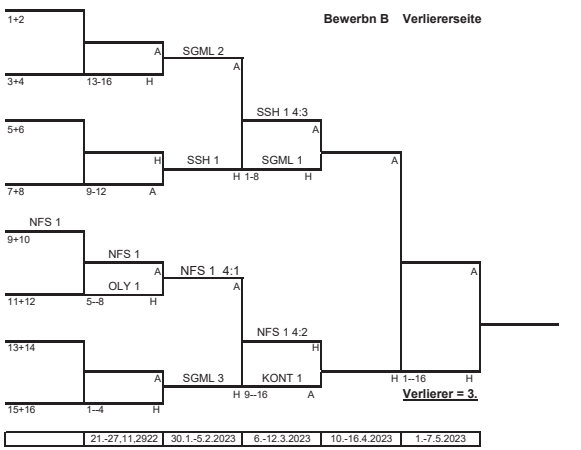 Bewerbn B Verliererseite
1+2
A
SGML 2
A
3+4
13-16 H
SSH 1 4:3
A
5+6
H
SSH 1
SGML 1
A
H 1-8 H
7+8
9-12 A
NFS 1
9+10
NFS 1
A
NFS 1 4:1
A
A
OLY 1
11+12
5--8 H
NFS 1 4:2
H
13+14
A
SGML 3
KONT 1
H 1--16 H
H 9--16 A
Verlierer = 3.
15+16
1--4 H
21.-27,11,2922 30.1.-5.2.2023 6.-12.3.2023 10.-16.4.2023 1.-7.5.2023